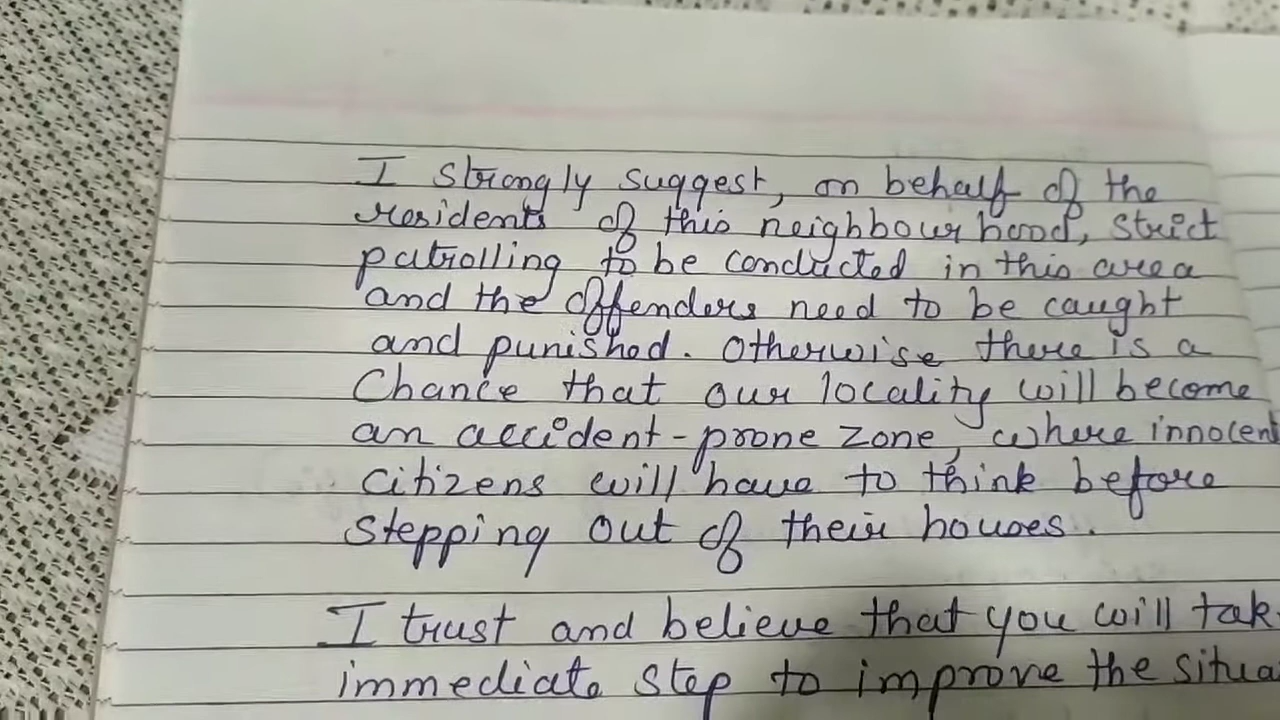 I strongly suggest, on behalf of the
residents of this neighbourhood, strict
patrolling to be conducted in this area
and the offenders need to be caught
and punished. Otherwise there is a
Chance that our locality will become
an accident-prone zone, where innocent
citizens will have to think before
stepping out of their houses.
I trust and believe that you will tak
immediate step to improve the situa